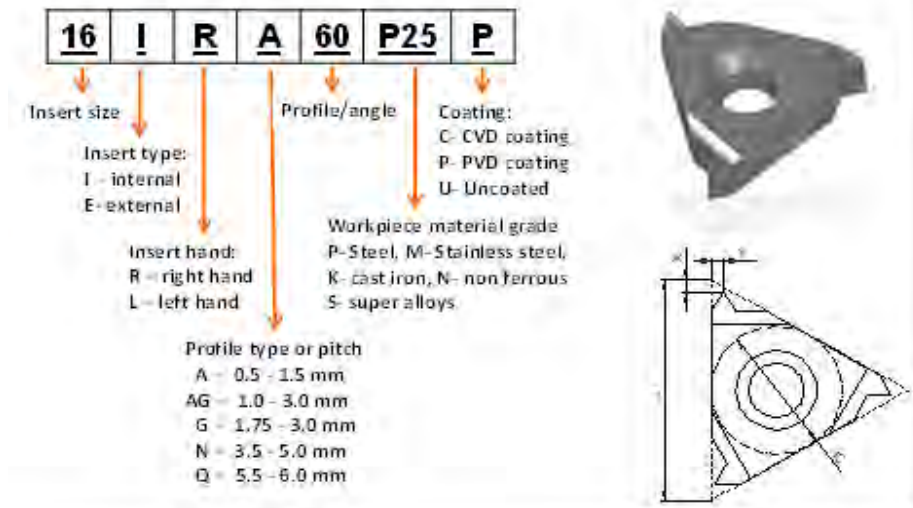 16 I R A 60 P25 P
Insert size
Profile/angle
Coating:
C- CVD coating
P- PVD coating
U- Uncoated
Insert type:
I - internal
E- external
Workpiece material grade
P-Steel, M-Stainless steel,
K- cast iron, N- non ferrous
S- super alloys
Insert hand:
R - right hand
L - left hand
Profile type or pitch
A - 0.5 - 1.5 mm
AG - 1.0 - 3.0 mm
G - 1.75 - 3.0 mm
N - 3.5 - 5.0 mm
Q - 5.5 - 6.0 mm